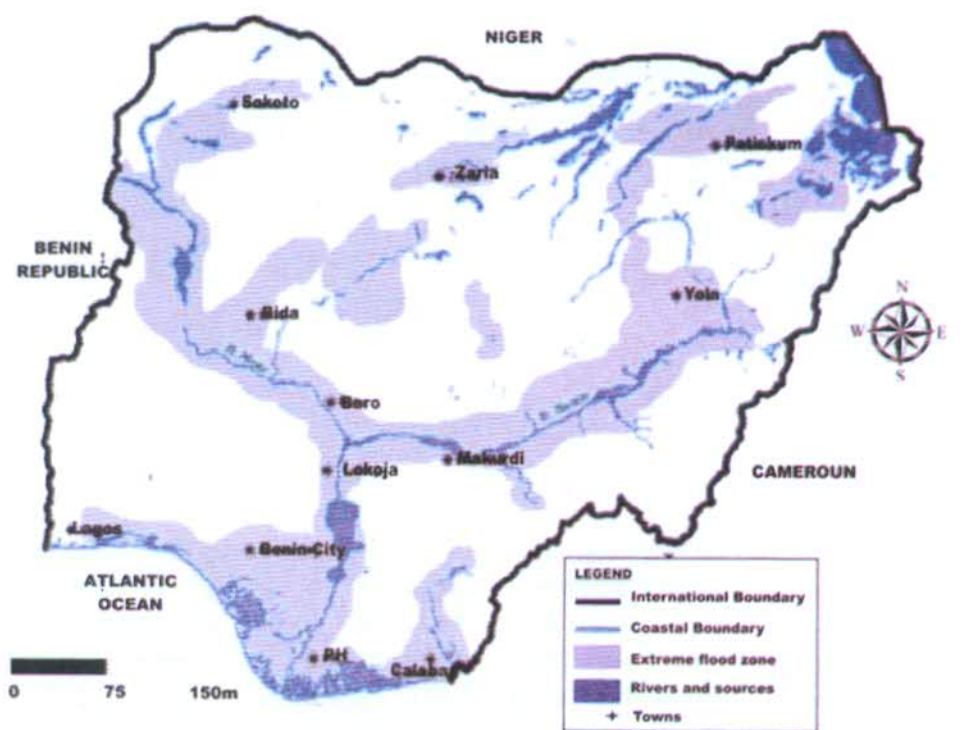 NIGER
Sokoto
Potiskum
Zaria
BENIN
REPUBLIC
Yola
N
W E
S
Bida
Baro
Makurdi
Lokoja
CAMEROUN
Lagos
Benin-City
ATLANTIC
OCEAN
PH
Calaba
0 75 150m
LEGEND
International Boundary
Coastal Boundary
Extreme flood zone
Rivers and sources
Towns